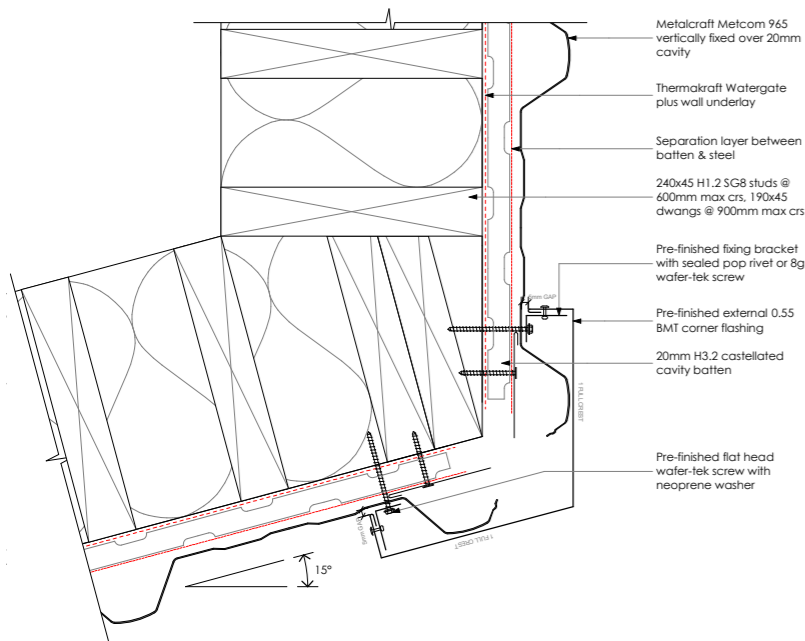 Metalcraft Metcom 965
vertically fixed over 20mm
cavity
Thermakraft Watergate
plus wall underlay
Separation layer between
batten & steel
240x45 H1.2 SG8 studs @
600mm max crs, 190x45
dwangs @ 900mm max crs
Pre-finished fixing bracket
with sealed pop rivet or 8g
wafer-tek screw
GAP
Pre-finished external 0.55
BMT corner flashing
20mm H3.2 castellated
cavity batten
1 FULL CREST
Pre-finished flat head
wafer-tek screw with
neoprene washer
5mm GAP
1 FULL CREST
15°